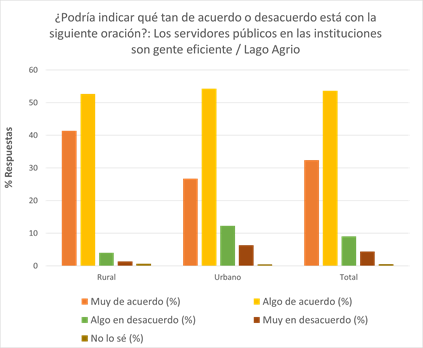 ¿Podría indicar qué tan de acuerdo o desacuerdo está con la
siguiente oración?: Los servidores públicos en las instituciones
son gente eficiente / Lago Agrio
% Respuestas
60
50
40
30
20
10
0
Rural
Urbano
Total
Muy de acuerdo (%)
Algo de acuerdo (%)
Algo en desacuerdo (%)
Muy en desacuerdo (%)
No lo sé (%)